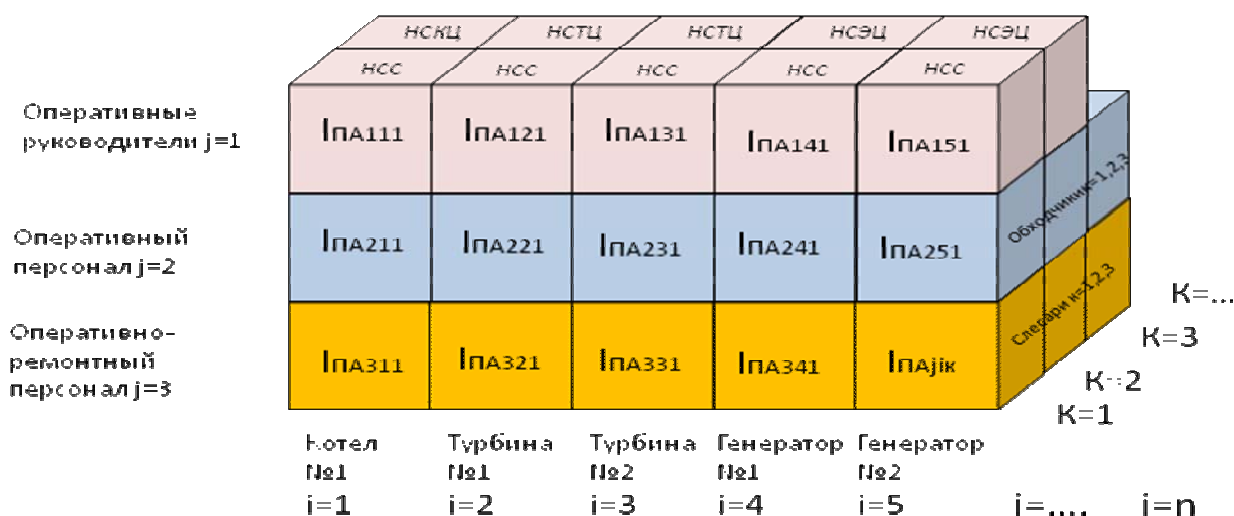 НСКЦ НСТЦ НСТЦ НСЭЦ НСЭЦ
НСС НСС НСС НСС НСС
Оперативные
руководители j=1
IПА111 IПА121 IПА131 IПА141 IПА151
Оперативный
персонал j=2
IПА211 IПА221 IПА231 IПА241 IПА251
Обходчикик=1,2,3
Оперативно-
ремонтный
персонал j=3
IПА311 IПА321 IПА331 IПА341 IПАjiк
Слесари к=1,2,3
К=...
К=3
К=2
К=1
Котел Турбина Турбина Генератор Генератор
№1 №1 №2 №1 №2
i=1 i=2 i=3 i=4 i=5 i=.... i=n